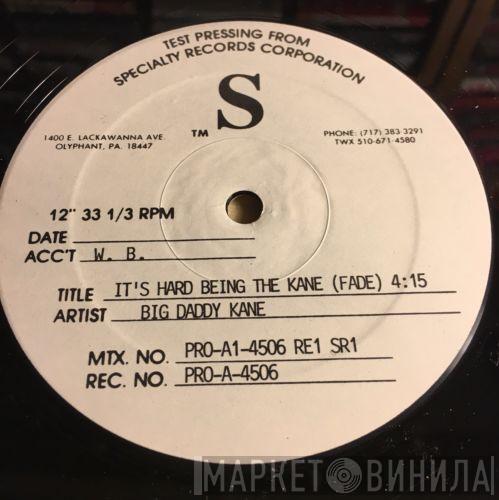 TEST PRESSING FROM
SPECIALTY RECORDS CORPORATION
S
TM
1400 E. LACKAWANNA AVE.
OLYPHANT, PA. 18447
PHONE: (717) 383-3291
TWX 510-671-4580
12" 33 1/3 RPM
DATE
ACC'T W. B.
TITLE IT'S HARD BEING THE KANE (FADE) 4:15
ARTIST BIG DADDY KANE
MTX. NO. PRO-A1-4506 RE1 SR1
REC. NO. PRO-A-4506
МАРКЕТ ВИНИЛА